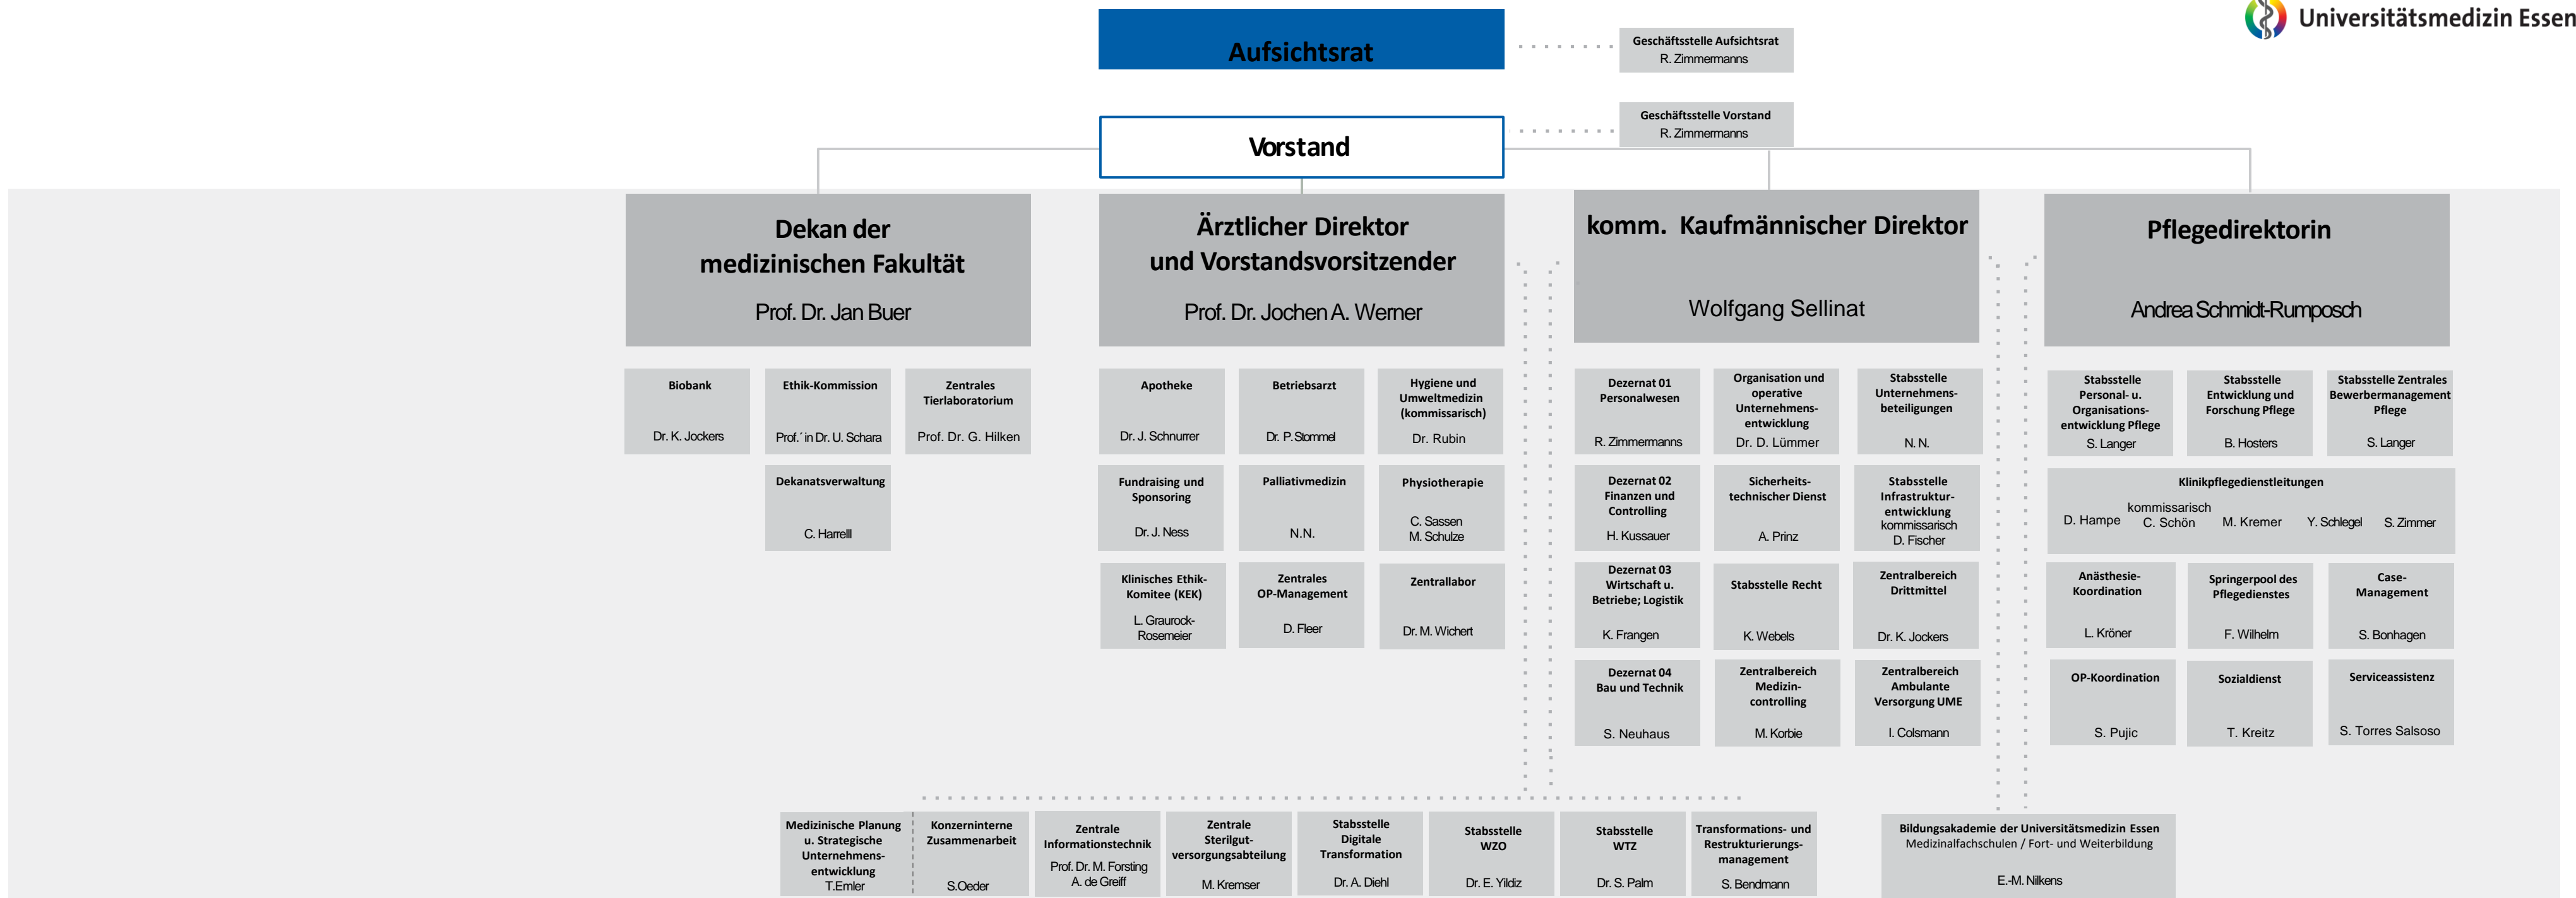 Universitätsmedizin Essen
Aufsichtsrat
Geschäftsstelle Aufsichtsrat
R. Zimmermanns
Geschäftsstelle Vorstand
R. Zimmermanns
Vorstand
Dekan der
medizinischen Fakultät
Prof. Dr. Jan Buer
Ärztlicher Direktor
und Vorstandsvorsitzender
Prof. Dr. Jochen A. Werner
komm. Kaufmännischer Direktor
Wolfgang Sellinat
Pflegedirektorin
Andrea Schmidt-Rumposch
Biobank
Dr. K. Jockers
Ethik-Kommission
Prof.´ in Dr. U. Schara
Zentrales
Tierlaboratorium
Prof. Dr. G. Hilken
Dekanatsverwaltung
C. Harrelll
Apotheke
Dr. J. Schnurrer
Betriebsarzt
Dr. P. Stommel
Hygiene und
Umweltmedizin
(kommissarisch)
Dr. Rubin
Fundraising und
Sponsoring
Dr. J. Ness
Palliativmedizin
N.N.
Physiotherapie
C. Sassen
M. Schulze
Klinisches Ethik-
Komitee (KEK)
L. Graurock-
Rosemeier
Zentrales
OP-Management
D. Fleer
Zentrallabor
Dr. M. Wichert
Dezernat 01
Personalwesen
R. Zimmermanns
Organisation und
operative
Unternehmens-
entwicklung
Dr. D. Lümmer
Stabsstelle
Unternehmens-
beteiligungen
N. N.
Dezernat 02
Finanzen und
Controlling
H. Kussauer
Sicherheits-
technischer Dienst
A. Prinz
Stabsstelle
Infrastruktur-
entwicklung
kommissarisch
D. Fischer
Dezernat 03
Wirtschaft u.
Betriebe; Logistik
K. Frangen
Stabsstelle Recht
K. Webels
Zentralbereich
Drittmittel
Dr. K. Jockers
Dezernat 04
Bau und Technik
S. Neuhaus
Zentralbereich
Medizin-
controlling
M. Korbie
Zentralbereich
Ambulante
Versorgung UME
I. Colsmann
Stabsstelle
Personal- u.
Organisations-
entwicklung Pflege
S. Langer
Stabsstelle
Entwicklung und
Forschung Pflege
B. Hosters
Stabsstelle Zentrales
Bewerbermanagement
Pflege
S. Langer
Klinikpflegedienstleitungen
D. Hampe
kommissarisch
C. Schön
M. Kremer
Y. Schlegel
S. Zimmer
Anästhesie-
Koordination
L. Kröner
Springerpool des
Pflegedienstes
F. Wilhelm
Case-
Management
S. Bonhagen
OP-Koordination
S. Pujic
Sozialdienst
T. Kreitz
Serviceassistenz
S. Torres Salsoso
Medizinische Planung
u. Strategische
Unternehmens-
entwicklung
T.Emler
Konzerninterne
Zusammenarbeit
S.Oeder
Zentrale
Informationstechnik
Prof. Dr. M. Forsting
A. de Greiff
Zentrale
Sterilgut-
versorgungsabteilung
M. Kremser
Stabsstelle
Digitale
Transformation
Dr. A. Diehl
Stabsstelle
WZO
Dr. E. Yildiz
Stabsstelle
WTZ
Dr. S. Palm
Transformations- und
Restrukturierungs-
management
S. Bendmann
Bildungsakademie der Universitätsmedizin Essen
Medizinalfachschulen / Fort- und Weiterbildung
E.-M. Nilkens